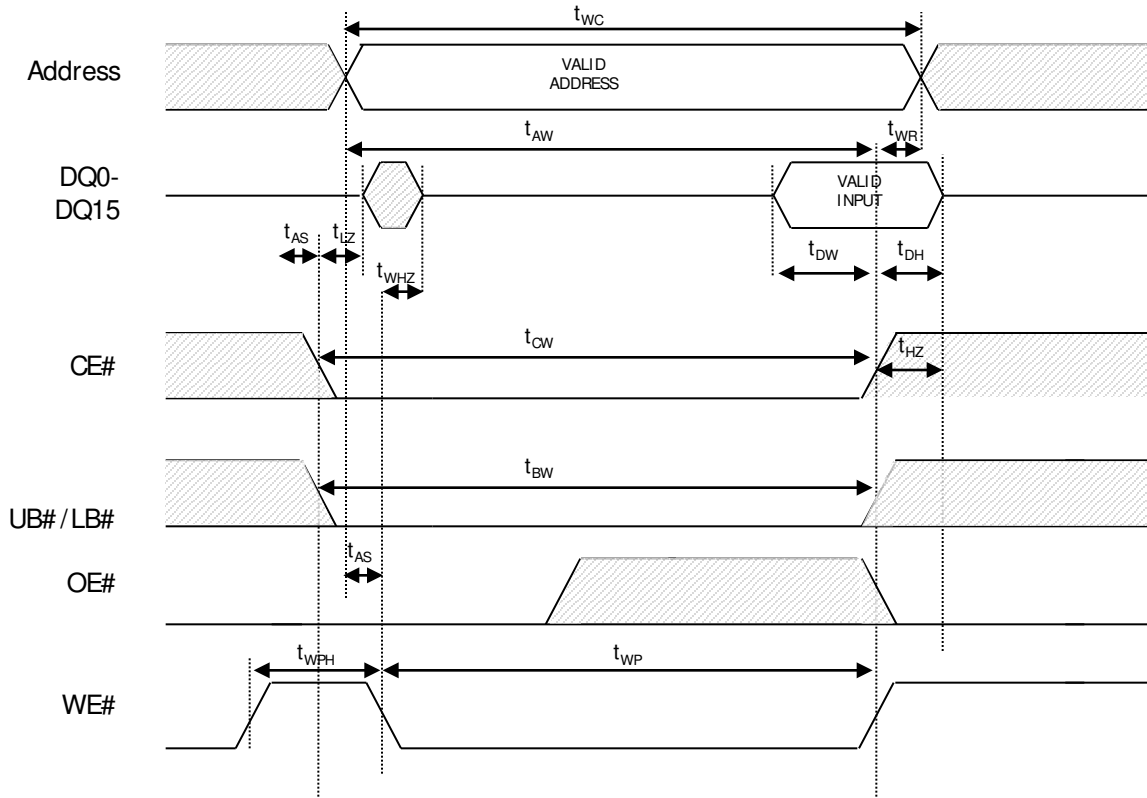 tWC
Address
VALID
ADDRESS
tAW
tWR
DQ0-
DQ15
VALID
INPUT
tAS
tLZ
tDW
tDH
tWHZ
CE#
tCW
tHZ
UB# / LB#
tBW
tAS
OE#
tWPH
tWP
WE#